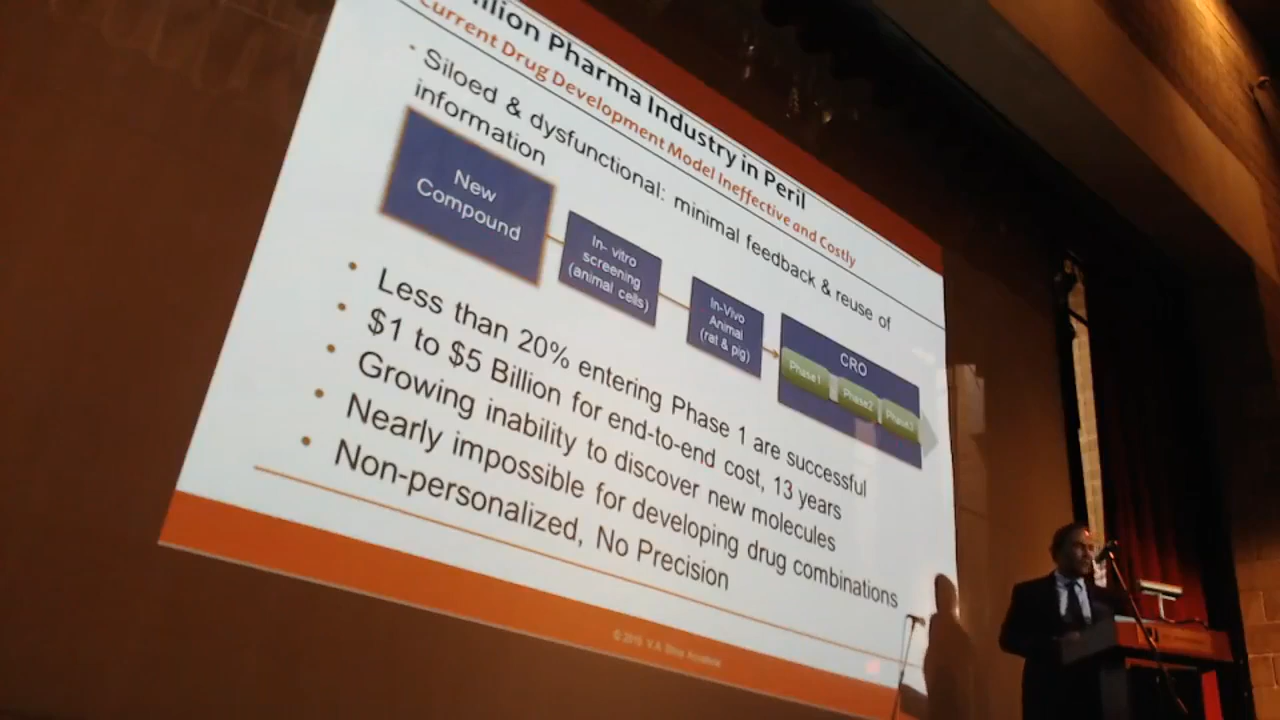 illion Pharma Industry in Peril
Current Drug Development Model Ineffective and Costly
• Siloed & dysfunctional: minimal feedback & reuse of
information
New
Compound
In- vitro
screening
(animal cells)
In-Vivo
Animal
(rat & pig)
CRO
Phase1
Phase2
Phase3
• Less than 20% entering Phase 1 are successful
• $1 to $5 Billion for end-to-end cost, 13 years
• Growing inability to discover new molecules
• Nearly impossible for developing drug combinations
• Non-personalized, No Precision
V.A. Shiva Ayyadurai